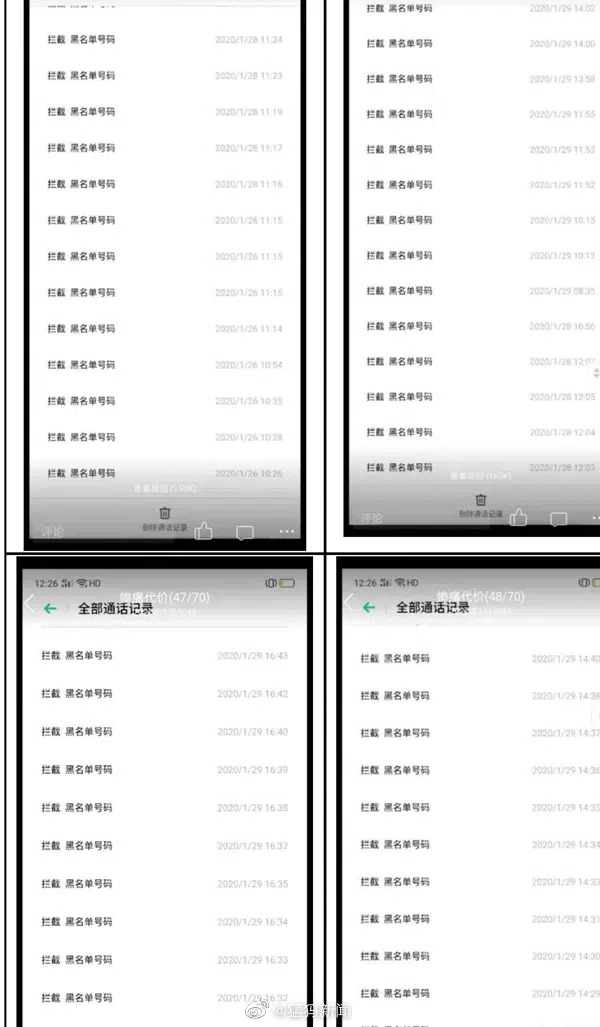 拦截 黑名单号码 2020/1/28 11:24
拦截 黑名单号码 2020/1/28 11:23
拦截 黑名单号码 2020/1/28 11:19
拦截 黑名单号码 2020/1/28 11:17
拦截 黑名单号码 2020/1/28 11:16
拦截 黑名单号码 2020/1/26 11:15
拦截 黑名单号码 2020/1/26 11:15
拦截 黑名单号码 2020/1/26 11:15
拦截 黑名单号码 2020/1/26 11:14
拦截 黑名单号码 2020/1/26 10:54
拦截 黑名单号码 2020/1/26 10:35
拦截 黑名单号码 2020/1/26 10:28
拦截 黑名单号码 2020/1/26 10:26
评论
删除通话记录
拦截 黑名单号码 2020/1/29 14:02
拦截 黑名单号码 2020/1/29 14:00
拦截 黑名单号码 2020/1/29 13:58
拦截 黑名单号码 2020/1/29 11:55
拦截 黑名单号码 2020/1/29 11:53
拦截 黑名单号码 2020/1/29 11:52
拦截 黑名单号码 2020/1/29 10:15
拦截 黑名单号码 2020/1/29 10:13
拦截 黑名单号码 2020/1/29 08:35
拦截 黑名单号码 2020/1/28 16:56
拦截 黑名单号码 2020/1/28 12:07
拦截 黑名单号码 2020/1/28 12:05
拦截 黑名单号码 2020/1/28 12:04
拦截 黑名单号码 2020/1/28 12:03
评论
删除通话记录
12:26 HD
惨痛代价(47/70)
全部通话记录
拦截 黑名单号码 2020/1/29 16:43
拦截 黑名单号码 2020/1/29 16:42
拦截 黑名单号码 2020/1/29 16:40
拦截 黑名单号码 2020/1/29 16:39
拦截 黑名单号码 2020/1/29 16:38
拦截 黑名单号码 2020/1/29 16:37
拦截 黑名单号码 2020/1/29 16:35
拦截 黑名单号码 2020/1/29 16:34
拦截 黑名单号码 2020/1/29 16:33
拦截 黑名单号码 2020/1/29 16:32
12:26 HD
惨痛代价(48/70)
全部通话记录
拦截 黑名单号码 2020/1/29 14:40
拦截 黑名单号码 2020/1/29 14:38
拦截 黑名单号码 2020/1/29 14:37
拦截 黑名单号码 2020/1/29 14:36
拦截 黑名单号码 2020/1/29 14:35
拦截 黑名单号码 2020/1/29 14:34
拦截 黑名单号码 2020/1/29 14:33
拦截 黑名单号码 2020/1/29 14:31
拦截 黑名单号码 2020/1/29 14:30
拦截 黑名单号码 2020/1/29 14:29
@猛犸新闻